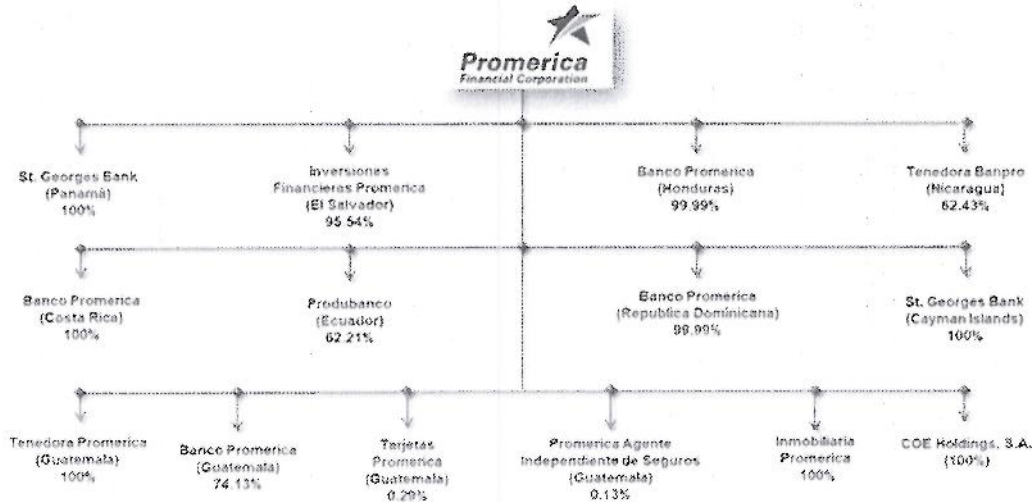 Promerica
Financial Corporation
St. Georges Bank
(Panamá)
100%
Inversiones
Financieras Promerica
(El Salvador)
95.54%
Banco Promerica
(Honduras)
99.99%
Tenedora Banpro
(Nicaragua)
62.43%
Banco Promerica
(Costa Rica)
100%
Produbanco
(Ecuador)
62.21%
Banco Promerica
(Republica Dominicana)
99.99%
St. Georges Bank
(Cayman Islands)
100%
Tenedora Promerica
(Guatemala)
100%
Banco Promerica
(Guatemala)
74.13%
Tarjetas
Promerica
(Guatemala)
0.29%
Promerica Agente
Independiente de Seguros
(Guatemala)
0.13%
Inmobiliaria
Promerica
100%
COE Holdings, S.A.
(100%)